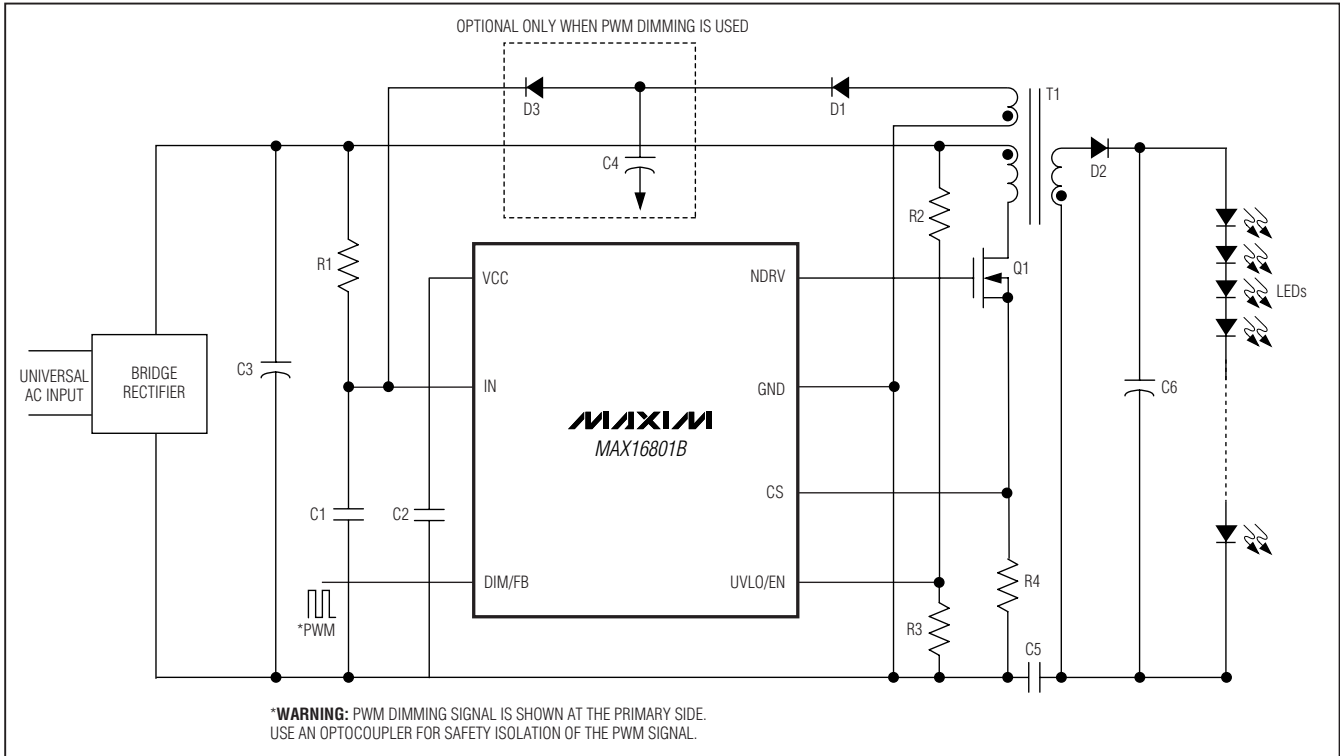 OPTIONAL ONLY WHEN PWM DIMMING IS USED
D3
D1
T1
C4
D2
R2
R1
VCC
NDRV
Q1
LEDs
UNIVERSAL
AC INPUT
BRIDGE
RECTIFIER
C3
IN
GND
C6
MAXIM
MAX16801B
CS
C1
C2
DIM/FB
UVLO/EN
R4
*PWM
R3
C5
*WARNING: PWM DIMMING SIGNAL IS SHOWN AT THE PRIMARY SIDE.
USE AN OPTOCOUPLER FOR SAFETY ISOLATION OF THE PWM SIGNAL.